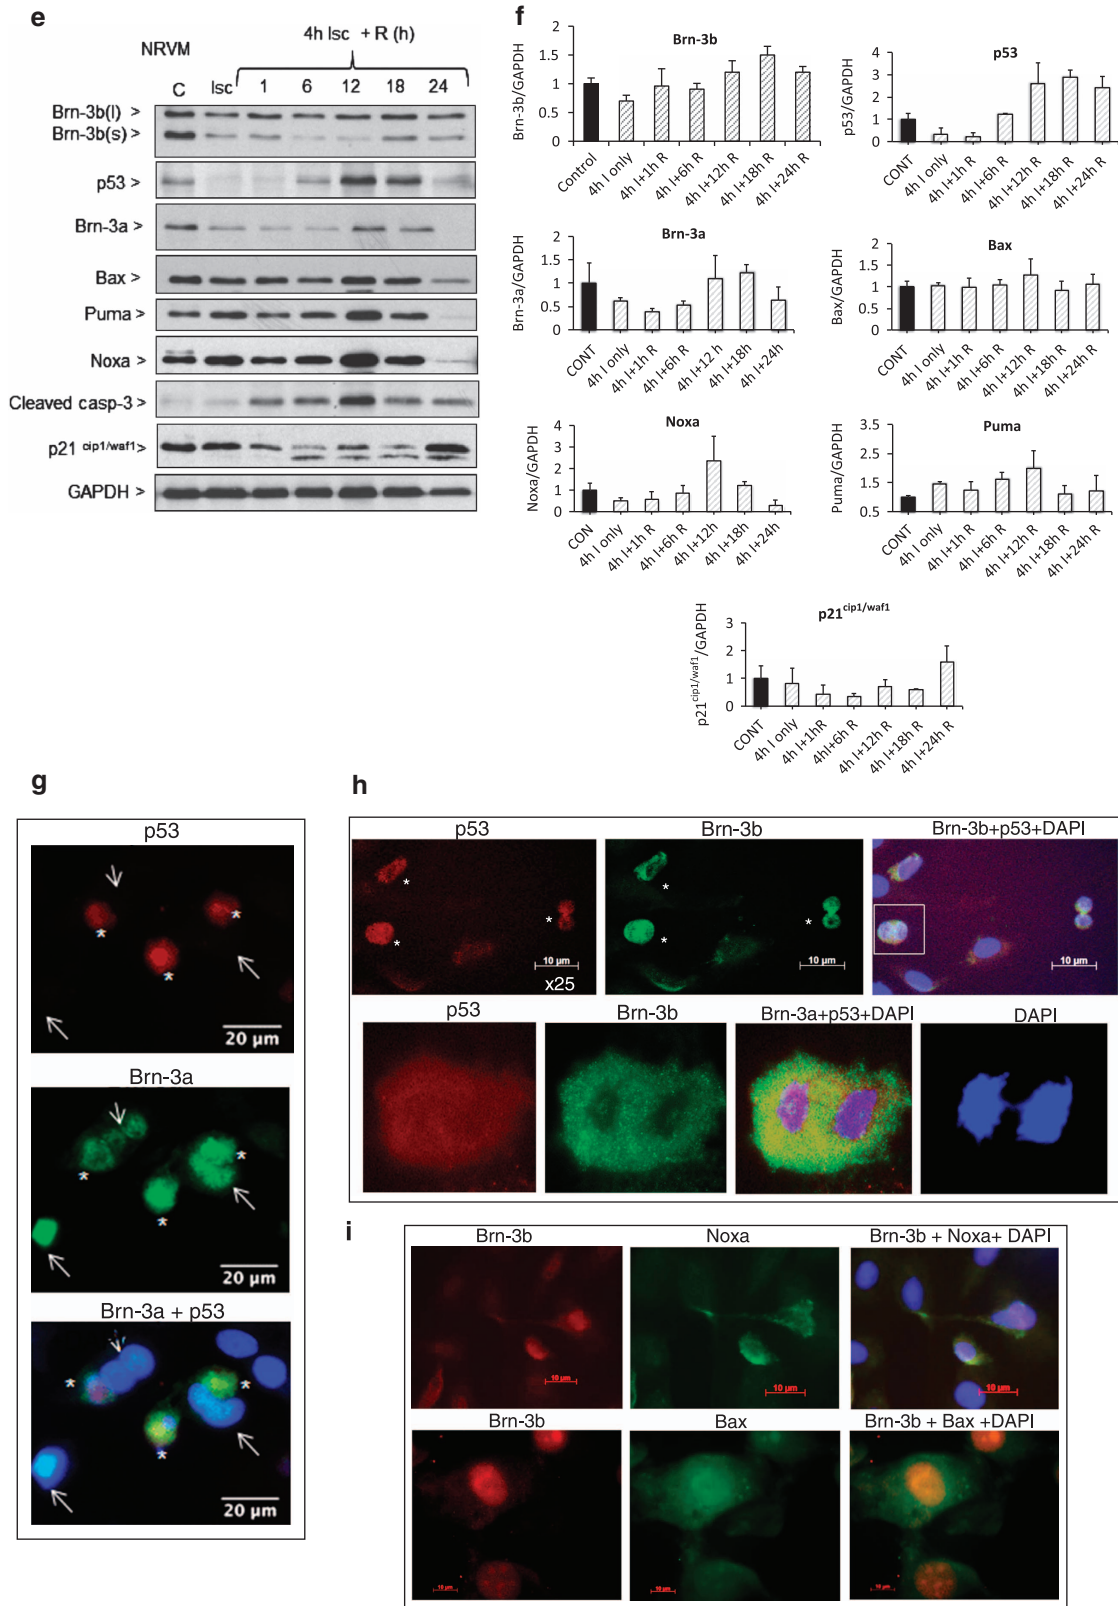 e
4h Isc + R (h)
NRVM
C Isc 1 6 12 18 24
Brn-3b(l) >
Brn-3b(s) >
p53 >
Brn-3a >
Bax >
Puma >
Noxa >
Cleaved casp-3 >
p21 cip1/waf1 >
GAPDH >
f
Brn-3b
Brn-3b/GAPDH
2
1.5
1
0.5
0
Control
4h I only
4h I+1h R
4h I+6h R
4h I+12h R
4h I+18h R
4h I+24h R
p53
p53/GAPDH
4
3
2
1
0
CONT
4h I only
4h I+1h R
4h I+6h R
4h I+12h R
4h I+18h R
4h I+24h R
Brn-3a
Brn-3a/GAPDH
2
1.5
1
0.5
0
CONT
4h I only
4h I+1h R
4h I+6h R
4h I+12 h
4h I+18h
4h I+24h
Bax
Bax/GAPDH
2
1.5
1
0.5
0
CONT
4h I only
4h I+1h R
4h I+6h R
4h I+12h R
4h I+18h R
4h I+24h R
Noxa
Noxa/GAPDH
4
3
2
1
0
CON
4h I only
4h I+1h R
4h I+6h R
4h I+12h
4h I+18h
4h I+24h
Puma
Puma/GAPDH
3.5
2.5
1.5
0.5
CONT
4h I only
4h I+1h R
4h I+6h R
4h I+12h R
4h I+18h R
4h I+24h R
p21cip1/waf1
p21cip1/waf1/GAPDH
3
2
1
0
CONT
4h I only
4h I+1hR
4hI+6h R
4h I+12h R
4h I+18h R
4h I+24h R
g
p53
* * *
20 µm
Brn-3a
* * *
20 µm
Brn-3a + p53
* * *
20 µm
h
p53 Brn-3b Brn-3b+p53+DAPI
* * *
* * *
10 µm 10 µm 10 µm
x25
p53 Brn-3b Brn-3a+p53+DAPI DAPI
i
Brn-3b Noxa Brn-3b + Noxa+ DAPI
10 µm 10 µm 10 µm
Brn-3b Bax Brn-3b + Bax +DAPI
10 µm 10 µm 10 µm